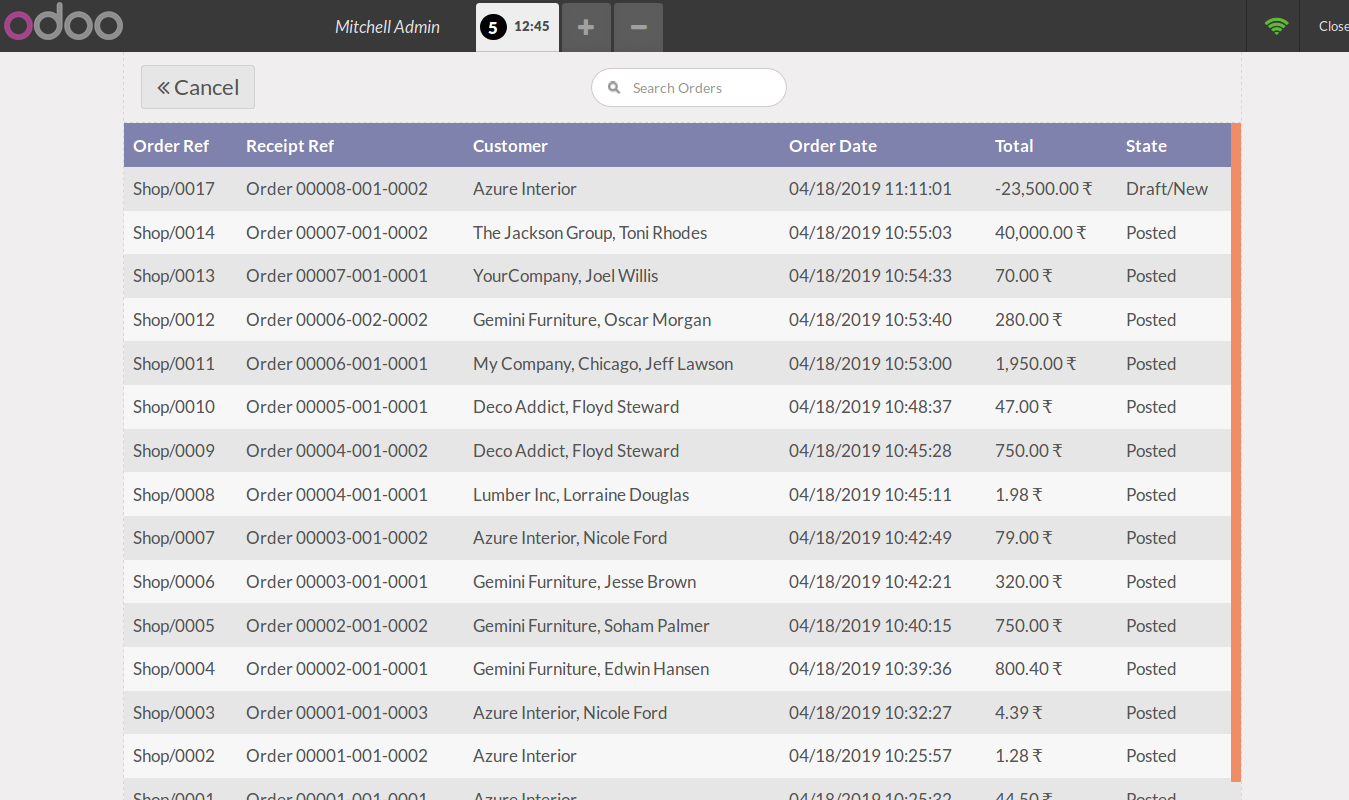 odoo Mitchell Admin 5 12:45 + − Close
« Cancel Search Orders
Order Ref Receipt Ref Customer Order Date Total State
Shop/0017 Order 00008-001-0002 Azure Interior 04/18/2019 11:11:01 -23,500.00 ₹ Draft/New
Shop/0014 Order 00007-001-0002 The Jackson Group, Toni Rhodes 04/18/2019 10:55:03 40,000.00 ₹ Posted
Shop/0013 Order 00007-001-0001 YourCompany, Joel Willis 04/18/2019 10:54:33 70.00 ₹ Posted
Shop/0012 Order 00006-002-0002 Gemini Furniture, Oscar Morgan 04/18/2019 10:53:40 280.00 ₹ Posted
Shop/0011 Order 00006-001-0001 My Company, Chicago, Jeff Lawson 04/18/2019 10:53:00 1,950.00 ₹ Posted
Shop/0010 Order 00005-001-0001 Deco Addict, Floyd Steward 04/18/2019 10:48:37 47.00 ₹ Posted
Shop/0009 Order 00004-001-0002 Deco Addict, Floyd Steward 04/18/2019 10:45:28 750.00 ₹ Posted
Shop/0008 Order 00004-001-0001 Lumber Inc, Lorraine Douglas 04/18/2019 10:45:11 1.98 ₹ Posted
Shop/0007 Order 00003-001-0002 Azure Interior, Nicole Ford 04/18/2019 10:42:49 79.00 ₹ Posted
Shop/0006 Order 00003-001-0001 Gemini Furniture, Jesse Brown 04/18/2019 10:42:21 320.00 ₹ Posted
Shop/0005 Order 00002-001-0002 Gemini Furniture, Soham Palmer 04/18/2019 10:40:15 750.00 ₹ Posted
Shop/0004 Order 00002-001-0001 Gemini Furniture, Edwin Hansen 04/18/2019 10:39:36 800.40 ₹ Posted
Shop/0003 Order 00001-001-0003 Azure Interior, Nicole Ford 04/18/2019 10:32:27 4.39 ₹ Posted
Shop/0002 Order 00001-001-0002 Azure Interior 04/18/2019 10:25:57 1.28 ₹ Posted
Shop/0001 Order 00001-001-0001 Azure Interior 04/18/2019 10:25:32 44.50 ₹ Posted